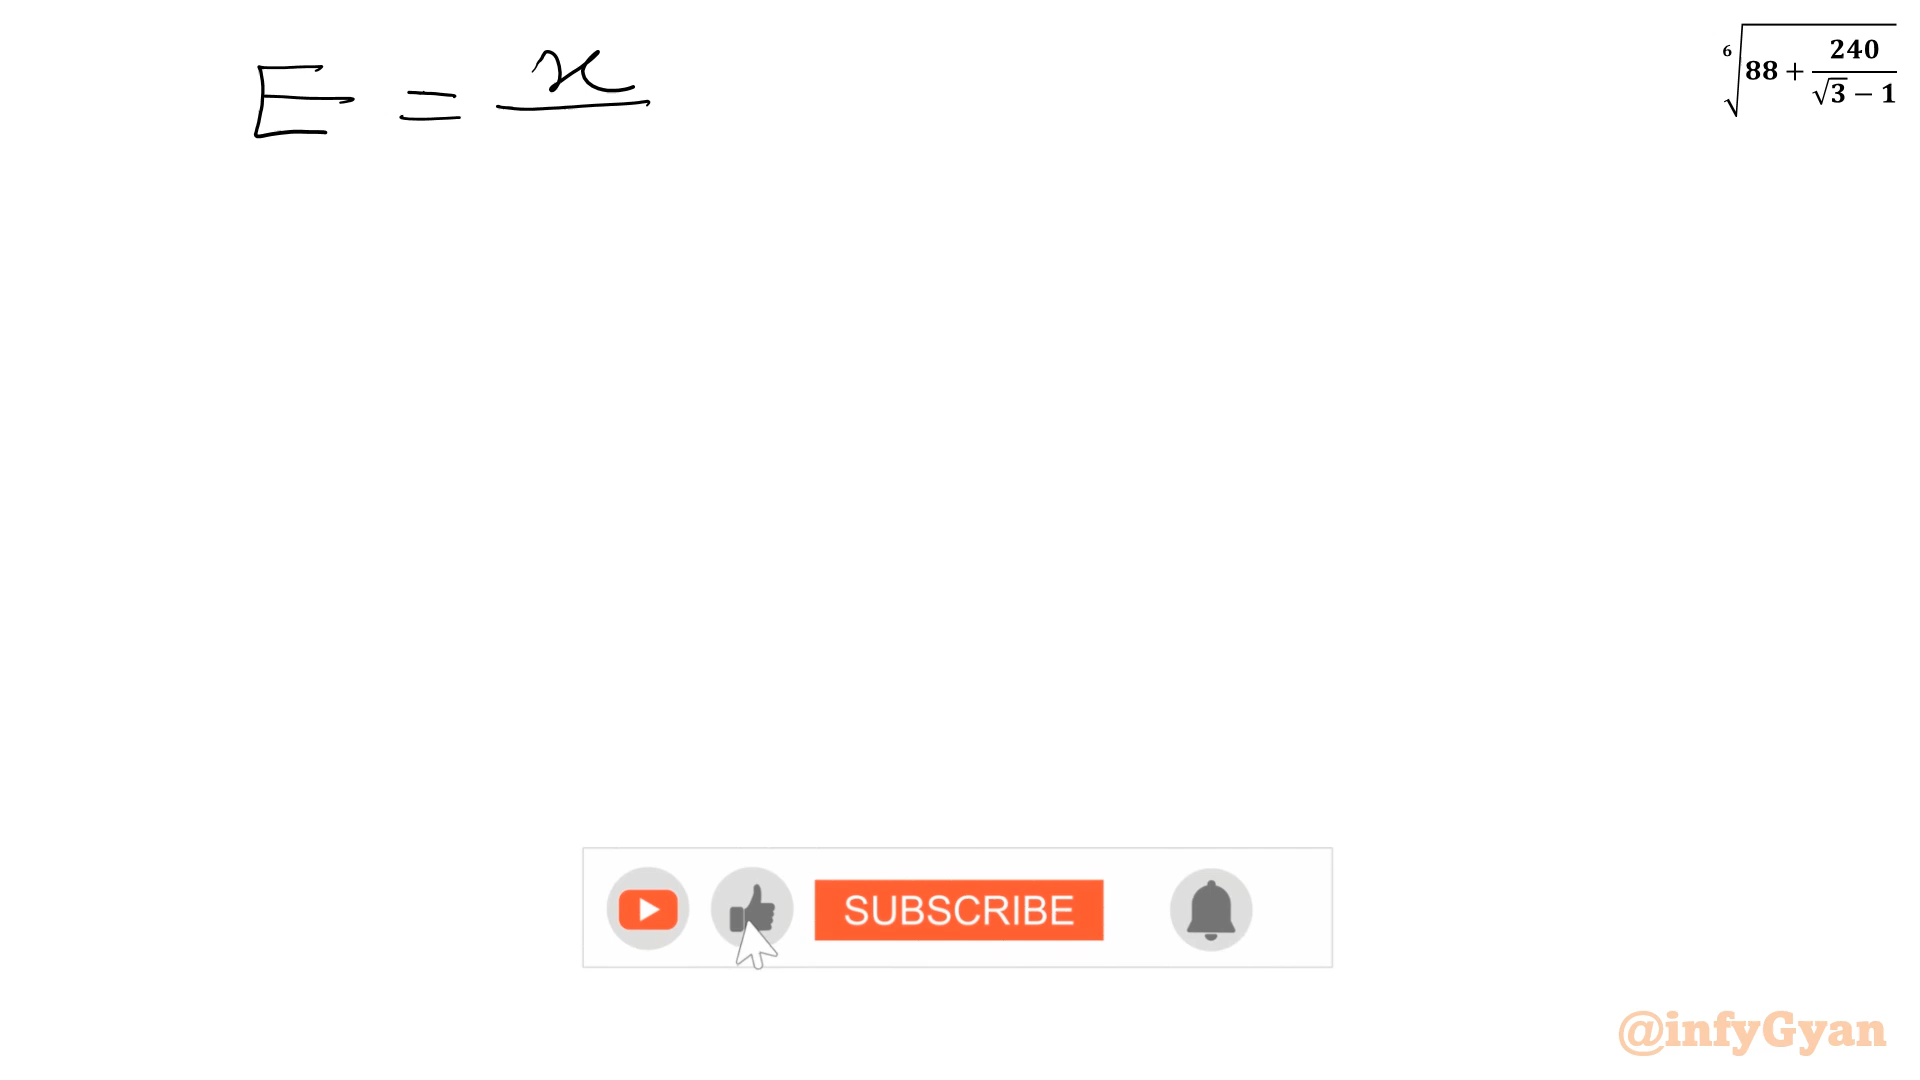 E = x
⁶√(88 + 240/(√3 − 1))
SUBSCRIBE
@infyGyan